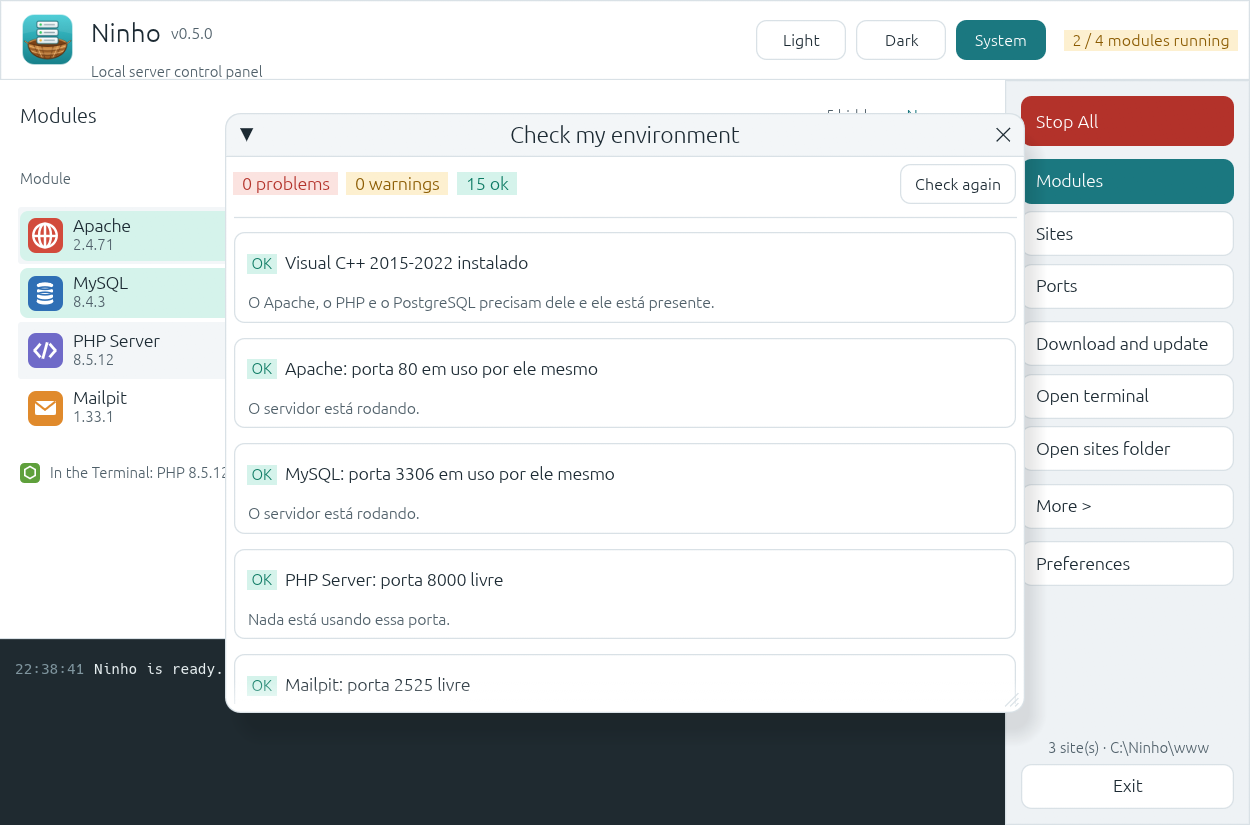 Ninho v0.5.0
Local server control panel
Light
Dark
System
2 / 4 modules running
Modules
Module
Apache
2.4.71
MySQL
8.4.3
PHP Server
8.5.12
Mailpit
1.33.1
In the Terminal: PHP 8.5.12
22:38:41 Ninho is ready.
Check my environment
0 problems
0 warnings
15 ok
Check again
OK Visual C++ 2015-2022 instalado
O Apache, o PHP e o PostgreSQL precisam dele e ele está presente.
OK Apache: porta 80 em uso por ele mesmo
O servidor está rodando.
OK MySQL: porta 3306 em uso por ele mesmo
O servidor está rodando.
OK PHP Server: porta 8000 livre
Nada está usando essa porta.
OK Mailpit: porta 2525 livre
Stop All
Modules
Sites
Ports
Download and update
Open terminal
Open sites folder
More >
Preferences
3 site(s) · C:\Ninho\www
Exit